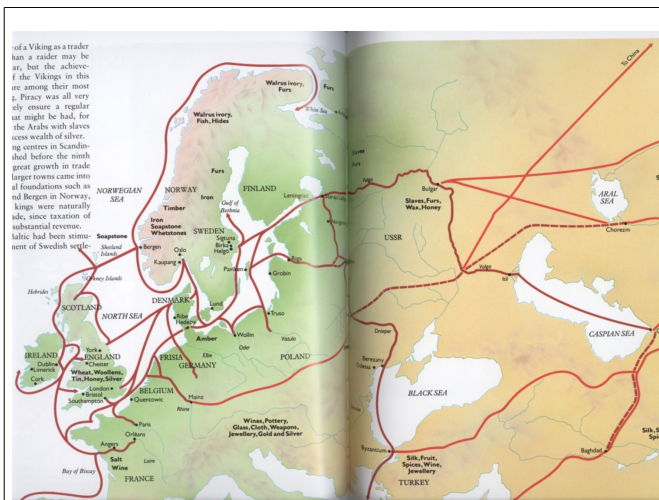 e of a Viking as a trader
than a raider may be
ar, but the achieve-
f the Vikings in this
are among their most
g. Piracy was all very
ely ensure a regular
hat might be had, for
the Arabs with slaves
ccess wealth of silver.
ng centres in Scandin-
shed before the ninth
great growth in trade
larger towns came into
al foundations such as
nd Bergen in Norway,
kings were naturally
ade, since taxation of
substantial revenue.
Baltic had been stimu-
ment of Swedish settle-
Walrus ivory,
Furs
White Sea
Walrus ivory,
Fish, Hides
To China
NORWEGIAN
SEA
NORWAY
Timber
Iron
Soapstone
Whetstones
Furs
Iron
SWEDEN
FINLAND
Gulf of
Bothnia
Leningrad
Volga
Bulgar
Slaves, Furs,
Wax, Honey
ARAL
SEA
Chorezm
Soapstone
Shetland
Islands
Bergen
Oslo
Kaupang
Sigtuna
Birka
Helgö
USSR
Riga
Orkney Islands
Hebrides
Paviken
Grobin
Volga
Itil
SCOTLAND
NORTH SEA
DENMARK
Lund
Ribe
Hedeby
Truso
CASPIAN SEA
Amber
Wollin
Dnieper
IRELAND
Dublin
Limerick
Cork
York
ENGLAND
Chester
Wheat, Woollens,
Tin, Honey, Silver
London
Bristol
Southampton
FRISIA
GERMANY
Elbe
Oder
Vistula
POLAND
Berezany
Odessa
BELGIUM
Quentowic
Mainz
Rhine
BLACK SEA
Paris
Orléans
Angers
Wines, Pottery,
Glass, Cloth, Weapons,
Jewellery, Gold and Silver
Byzantium
Silk, Fruit,
Spices, Wine,
Jewellery
Baghdad
Salt
Wine
Loire
Bay of Biscay
FRANCE
TURKEY